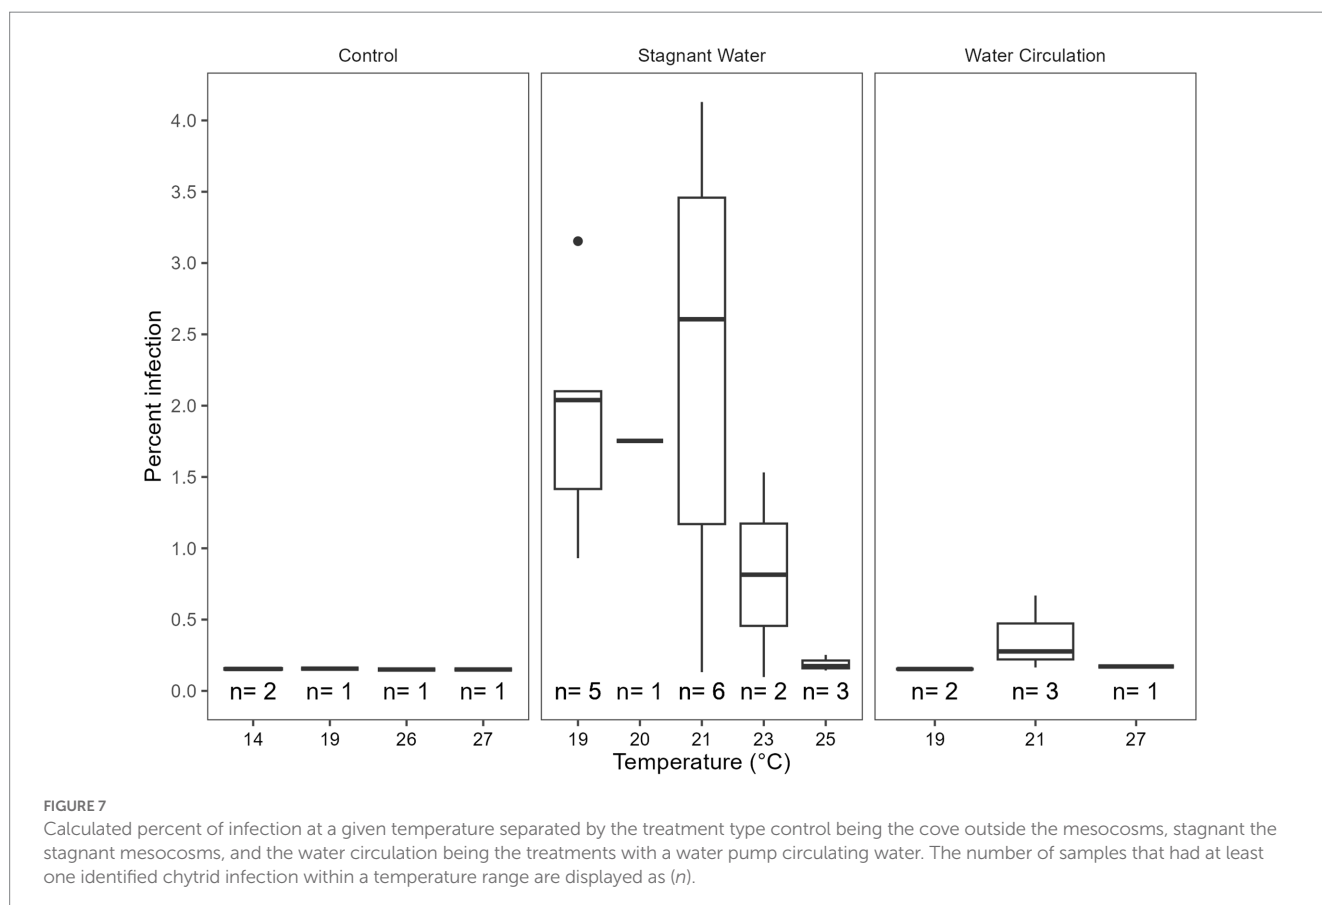 Control
Stagnant Water
Water Circulation
4.0
3.5
3.0
2.5
2.0
1.5
1.0
0.5
0.0
Percent infection
n= 2
n= 1
n= 1
n= 1
n= 5
n= 1
n= 6
n= 2
n= 3
n= 2
n= 3
n= 1
14
19
26
27
19
20
21
23
25
19
21
27
Temperature (°C)
FIGURE 7
Calculated percent of infection at a given temperature separated by the treatment type control being the cove outside the mesocosms, stagnant the
stagnant mesocosms, and the water circulation being the treatments with a water pump circulating water. The number of samples that had at least
one identified chytrid infection within a temperature range are displayed as (n).